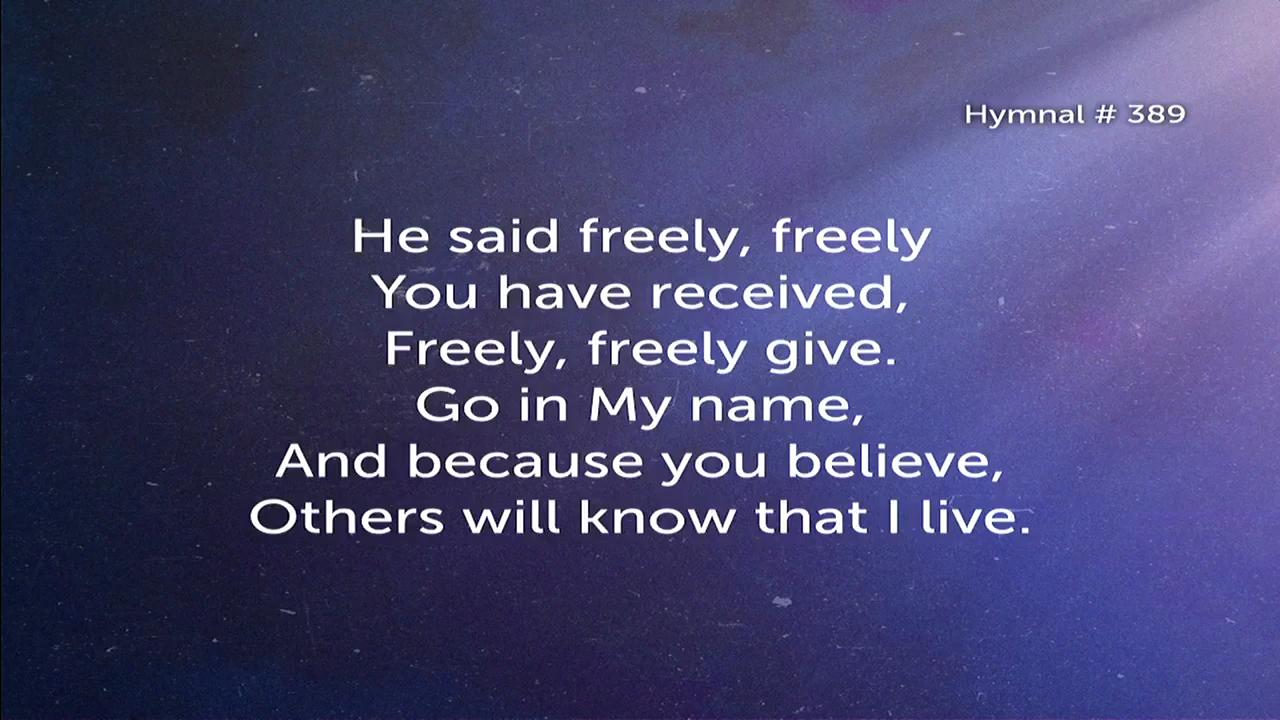 Hymnal # 389
He said freely, freely
You have received,
Freely, freely give.
Go in My name,
And because you believe,
Others will know that I live.